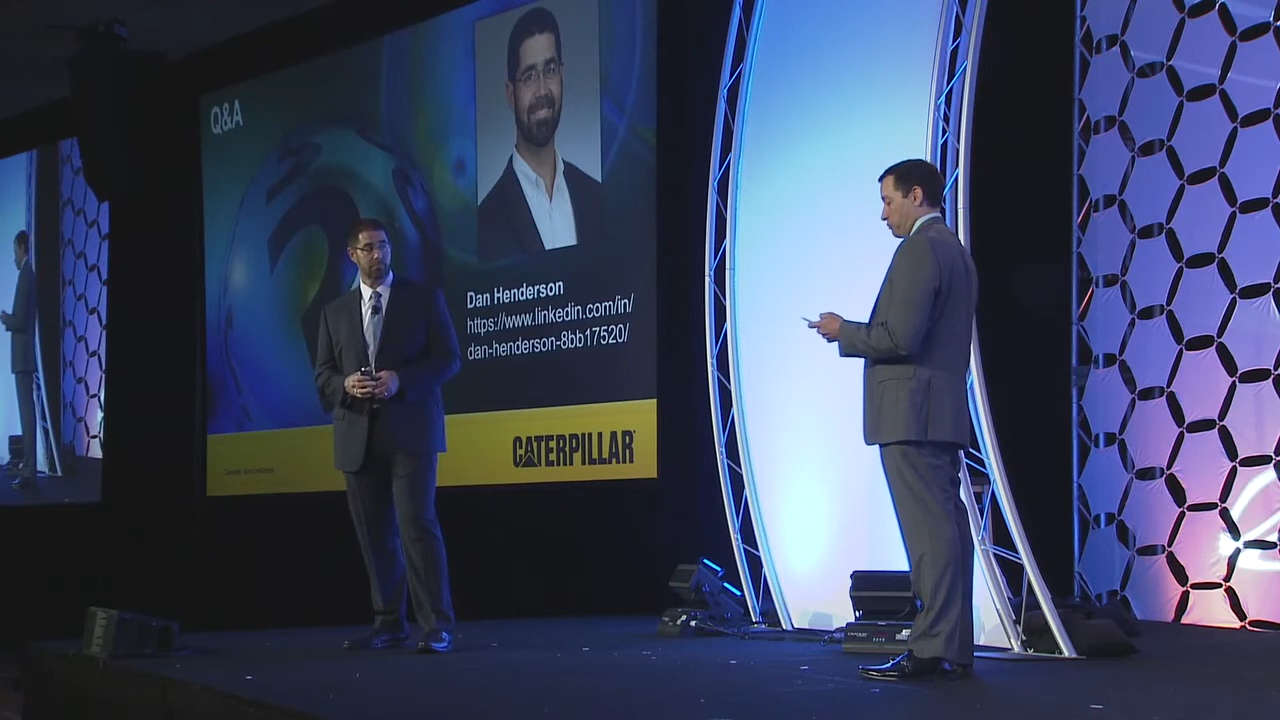 Q&A
Dan Henderson
https://www.linkedin.com/in/
dan-henderson-8bb17520/
CATERPILLAR